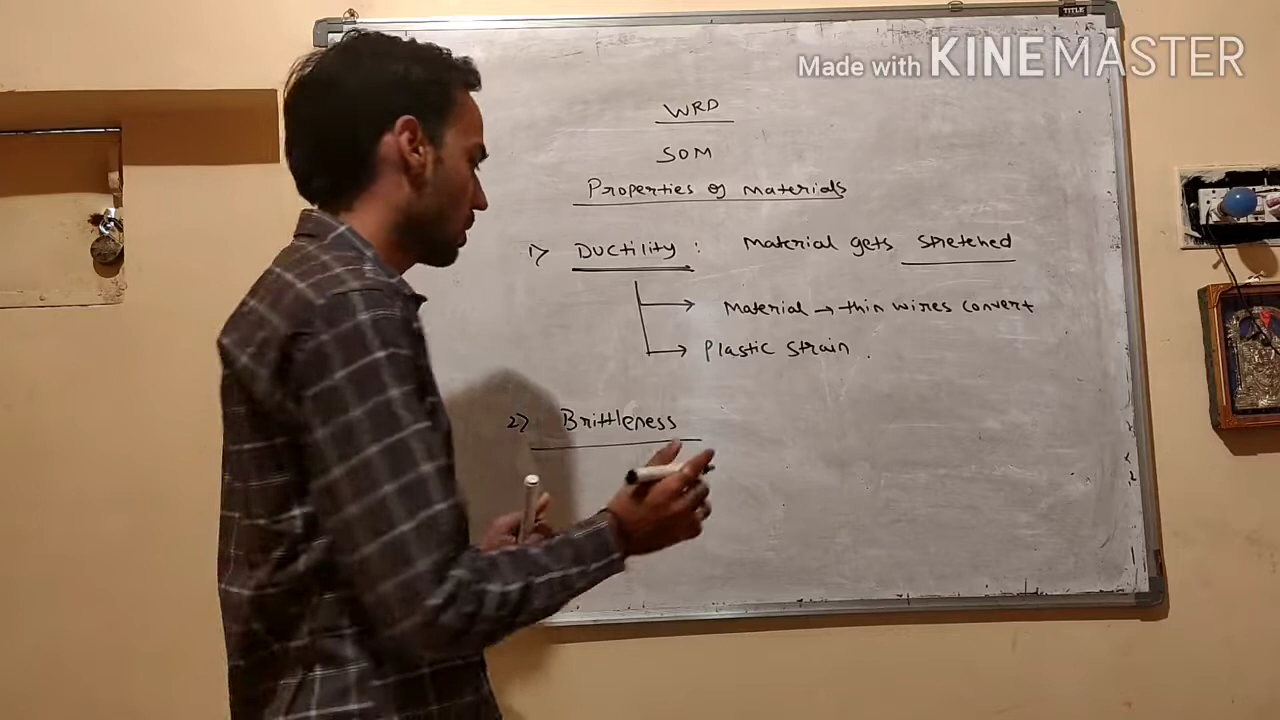 TITLE
Made with KINEMASTER
WRD
SOM
Properties of materials
1) Ductility : Material gets stretched
Material → thin wires convert
Plastic strain .
2) Brittleness